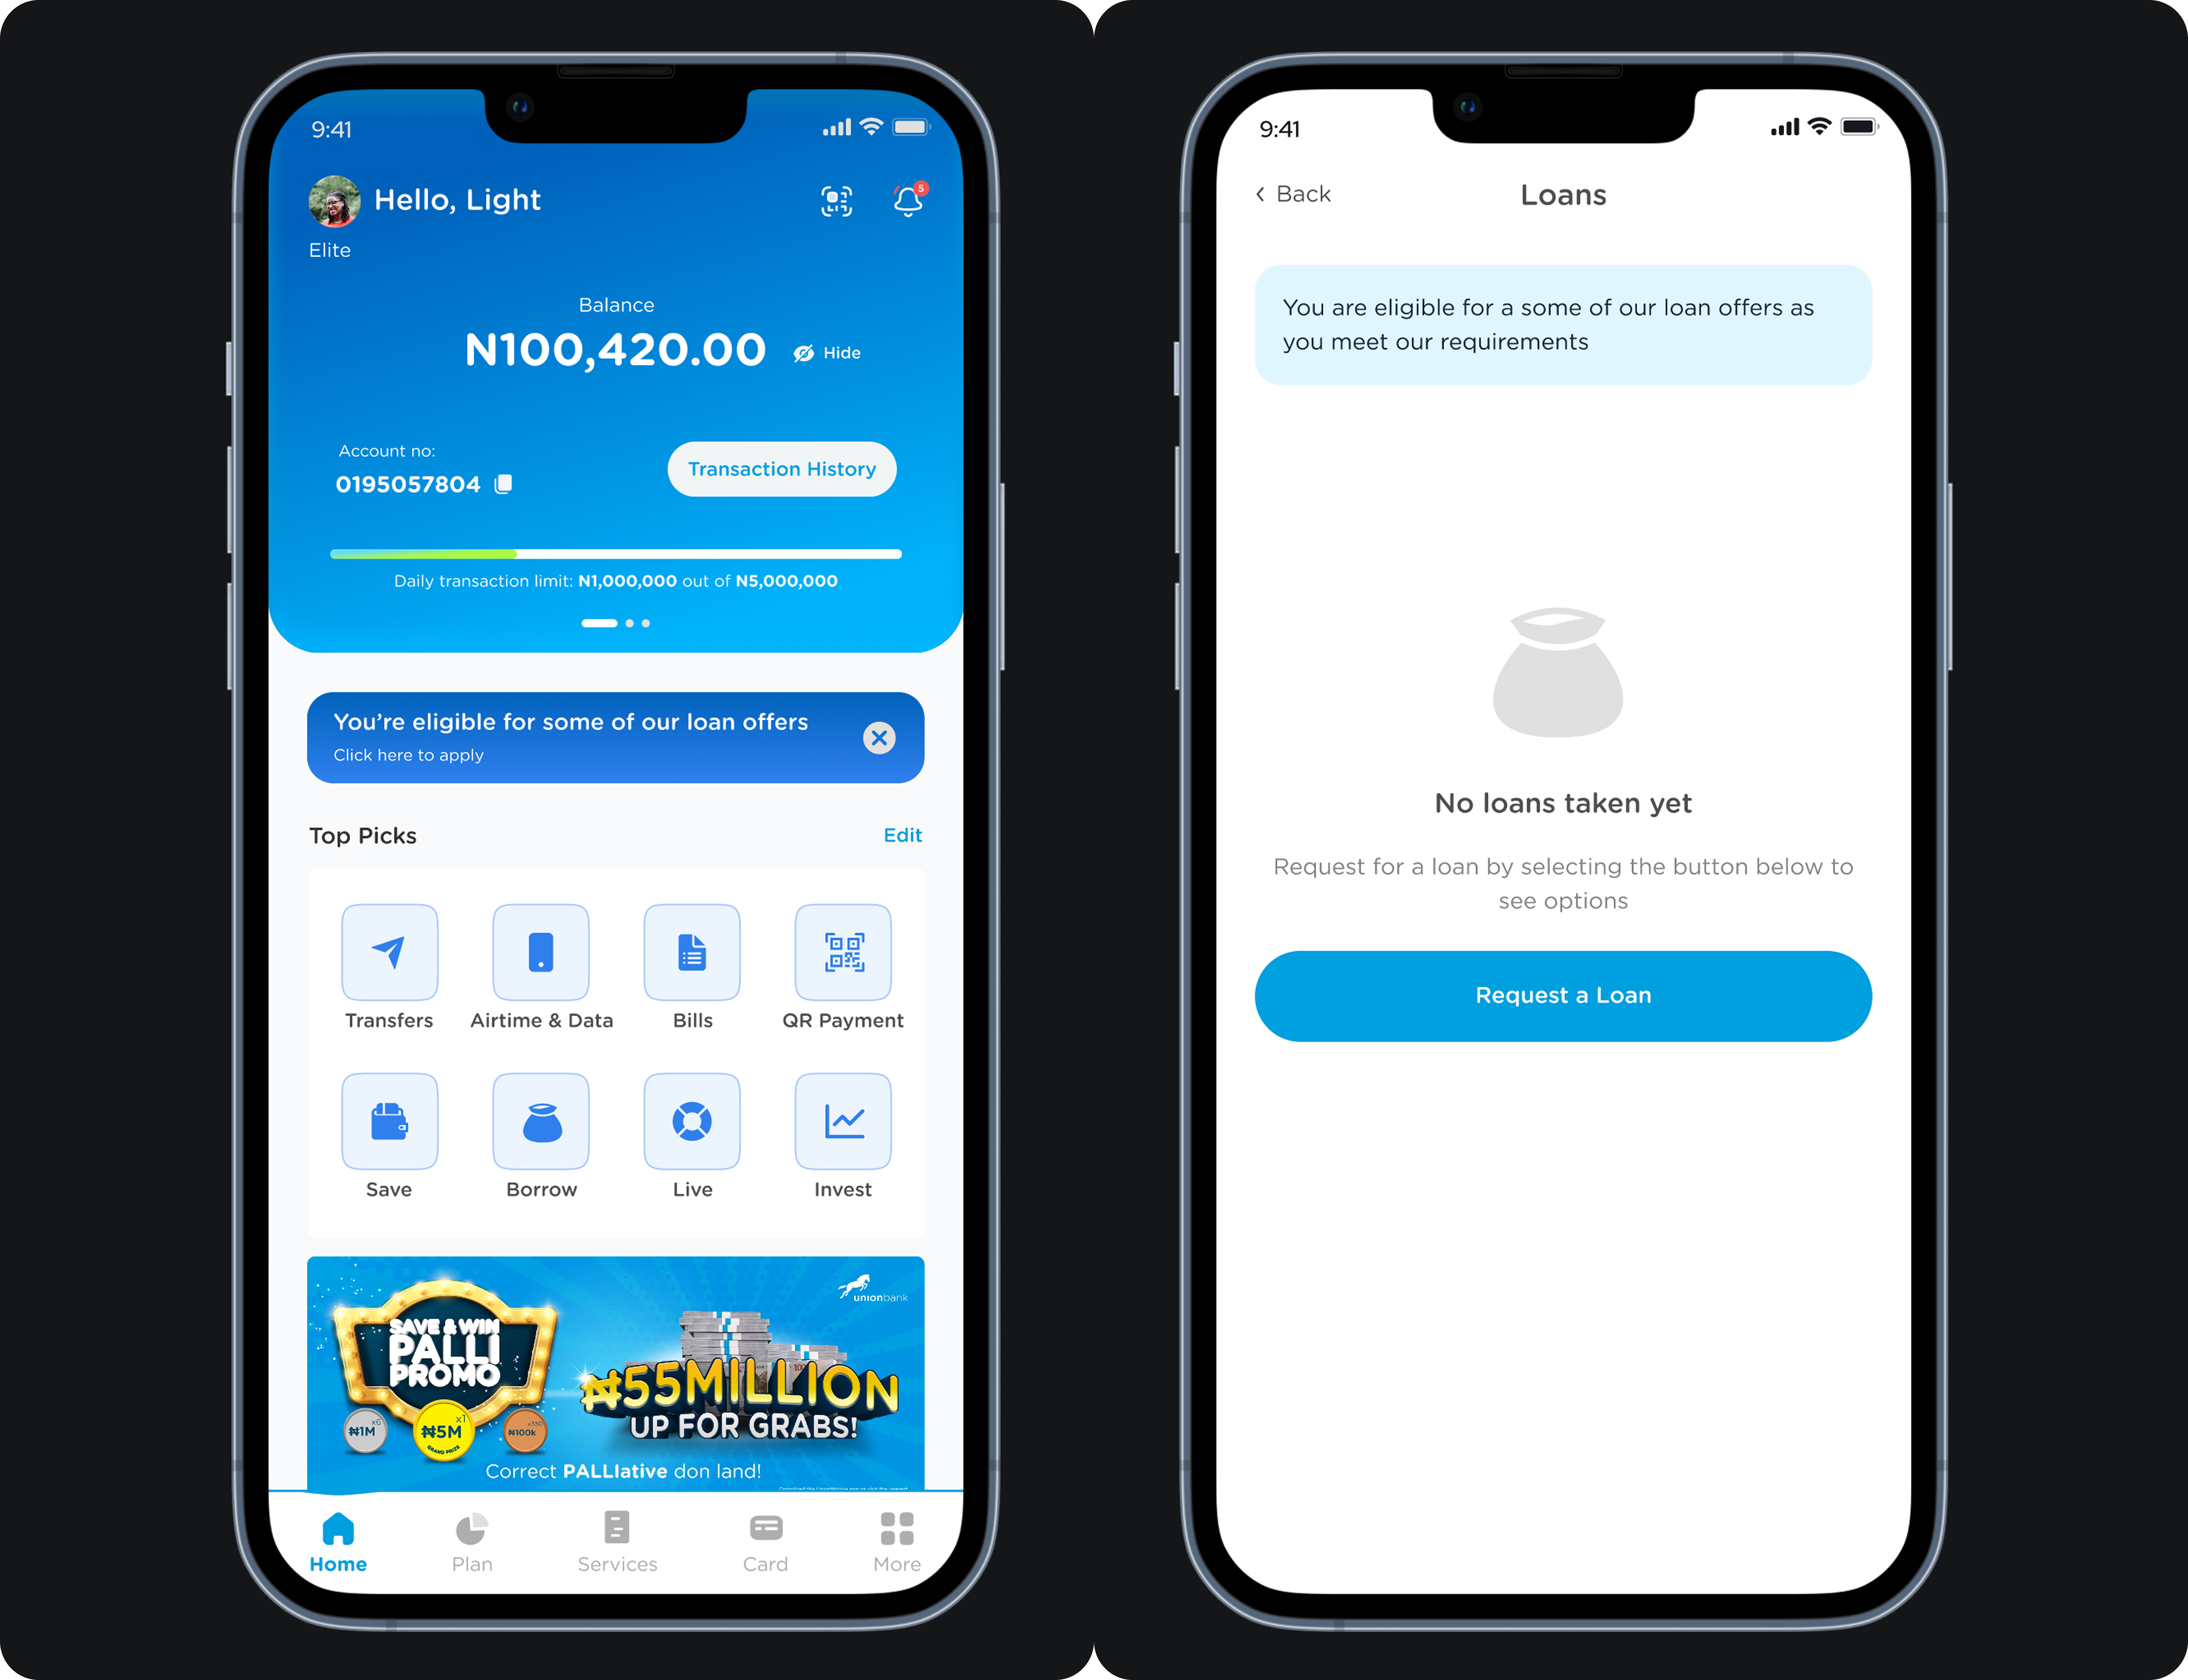 9:41
Hello, Light
5
Elite
Balance
N100,420.00
Hide
Account no:
0195057804
Transaction History
Daily transaction limit: N1,000,000 out of N5,000,000
You're eligible for some of our loan offers
Click here to apply
Top Picks
Edit
Transfers
Airtime & Data
Bills
QR Payment
Save
Borrow
Live
Invest
unionbank
SAVE & WIN
PALLI
PROMO
x6
₦1M
x1
₦5M
GRAND PRIZE
x350
₦100k
₦55MILLION
UP FOR GRABS!
Correct PALLIative don land!
Home
Plan
Services
Card
More
9:41
Back
Loans
You are eligible for a some of our loan offers as
you meet our requirements
No loans taken yet
Request for a loan by selecting the button below to
see options
Request a Loan